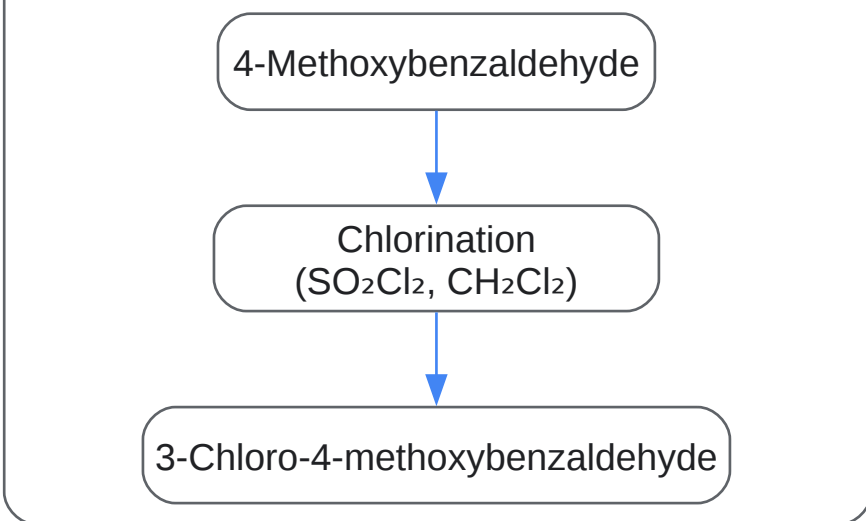 4-Methoxybenzaldehyde
Chlorination
(SO₂Cl₂, CH₂Cl₂)
3-Chloro-4-methoxybenzaldehyde